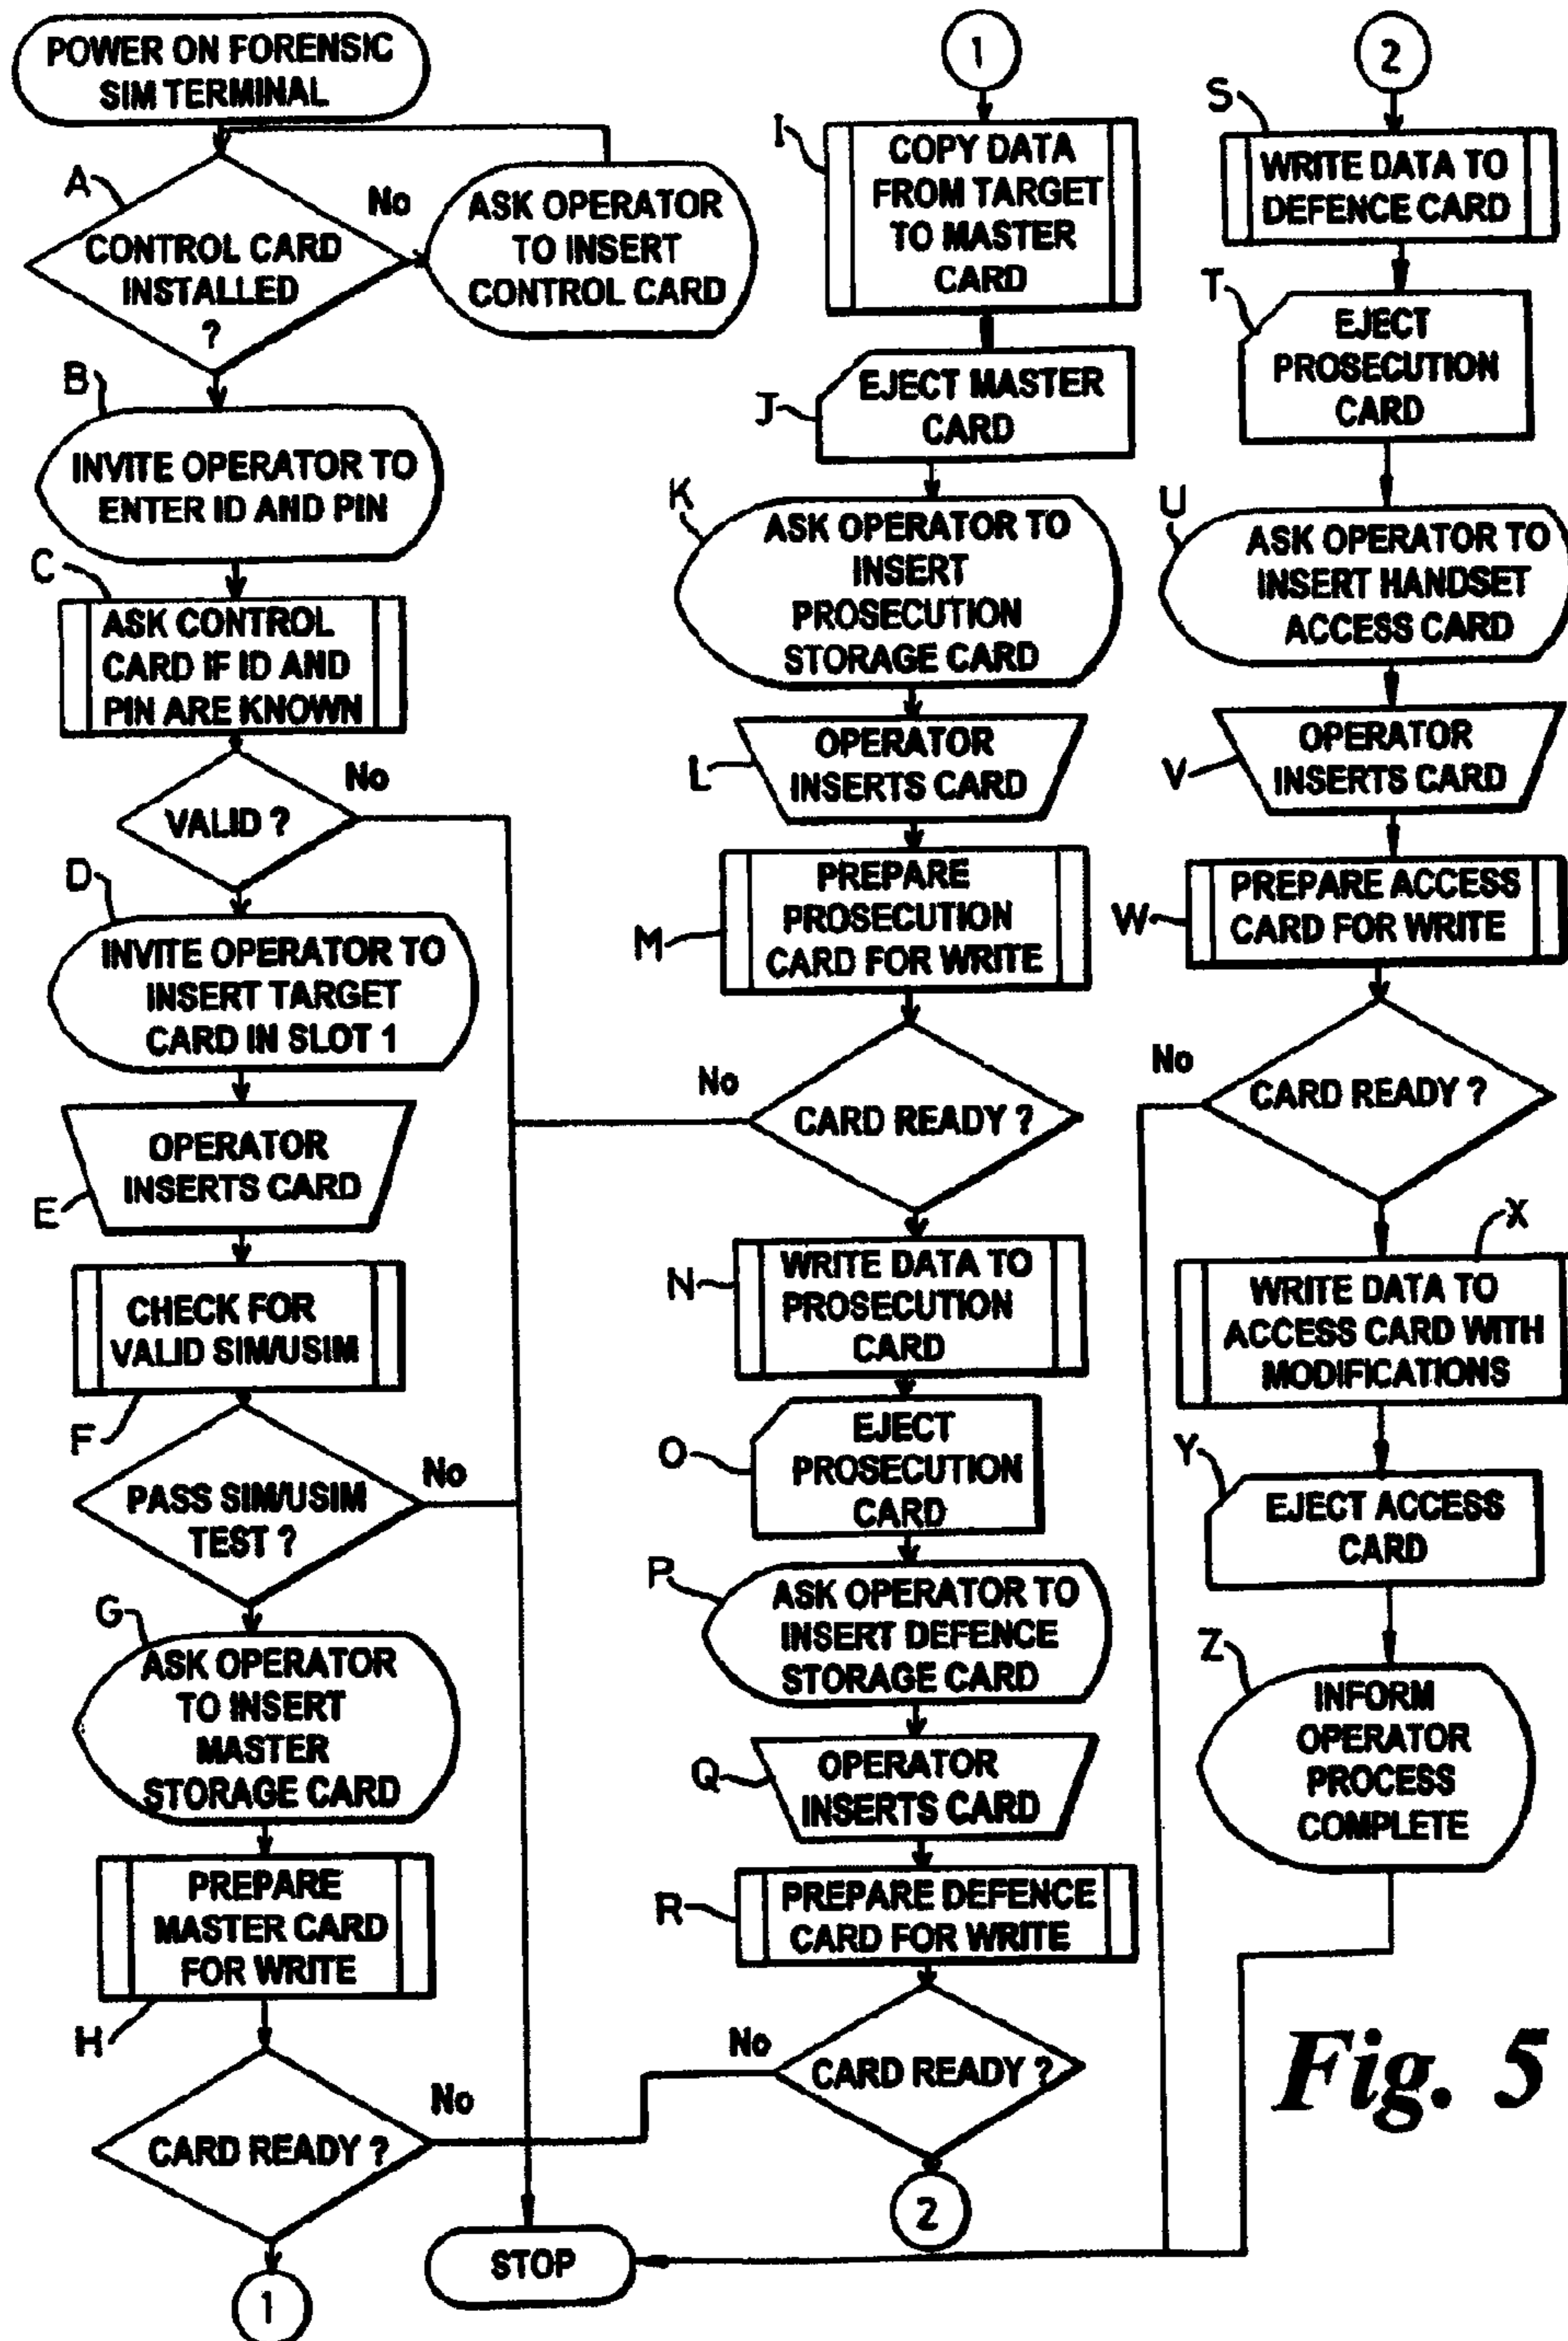 POWER ON FORENSIC
SIM TERMINAL
A
CONTROL CARD
INSTALLED
?
No
ASK OPERATOR
TO INSERT
CONTROL CARD
B
INVITE OPERATOR TO
ENTER ID AND PIN
C
ASK CONTROL
CARD IF ID AND
PIN ARE KNOWN
VALID ?
No
D
INVITE OPERATOR TO
INSERT TARGET
CARD IN SLOT 1
OPERATOR
INSERTS CARD
E
CHECK FOR
VALID SIM/USIM
F
PASS SIM/USIM
TEST ?
No
G
ASK OPERATOR
TO INSERT
MASTER
STORAGE CARD
PREPARE
MASTER CARD
FOR WRITE
H
CARD READY ?
No
1
STOP
1
I
COPY DATA
FROM TARGET
TO MASTER
CARD
J
EJECT MASTER
CARD
K
ASK OPERATOR TO
INSERT
PROSECUTION
STORAGE CARD
L
OPERATOR
INSERTS CARD
M
PREPARE
PROSECUTION
CARD FOR WRITE
No
CARD READY ?
N
WRITE DATA TO
PROSECUTION
CARD
O
EJECT
PROSECUTION
CARD
P
ASK OPERATOR TO
INSERT DEFENCE
STORAGE CARD
Q
OPERATOR
INSERTS CARD
R
PREPARE DEFENCE
CARD FOR WRITE
No
CARD READY ?
2
2
S
WRITE DATA TO
DEFENCE CARD
T
EJECT
PROSECUTION
CARD
U
ASK OPERATOR TO
INSERT HANDSET
ACCESS CARD
V
OPERATOR
INSERTS CARD
W
PREPARE ACCESS
CARD FOR WRITE
No
CARD READY ?
X
WRITE DATA TO
ACCESS CARD WITH
MODIFICATIONS
Y
EJECT ACCESS
CARD
Z
INFORM
OPERATOR
PROCESS
COMPLETE
Fig. 5